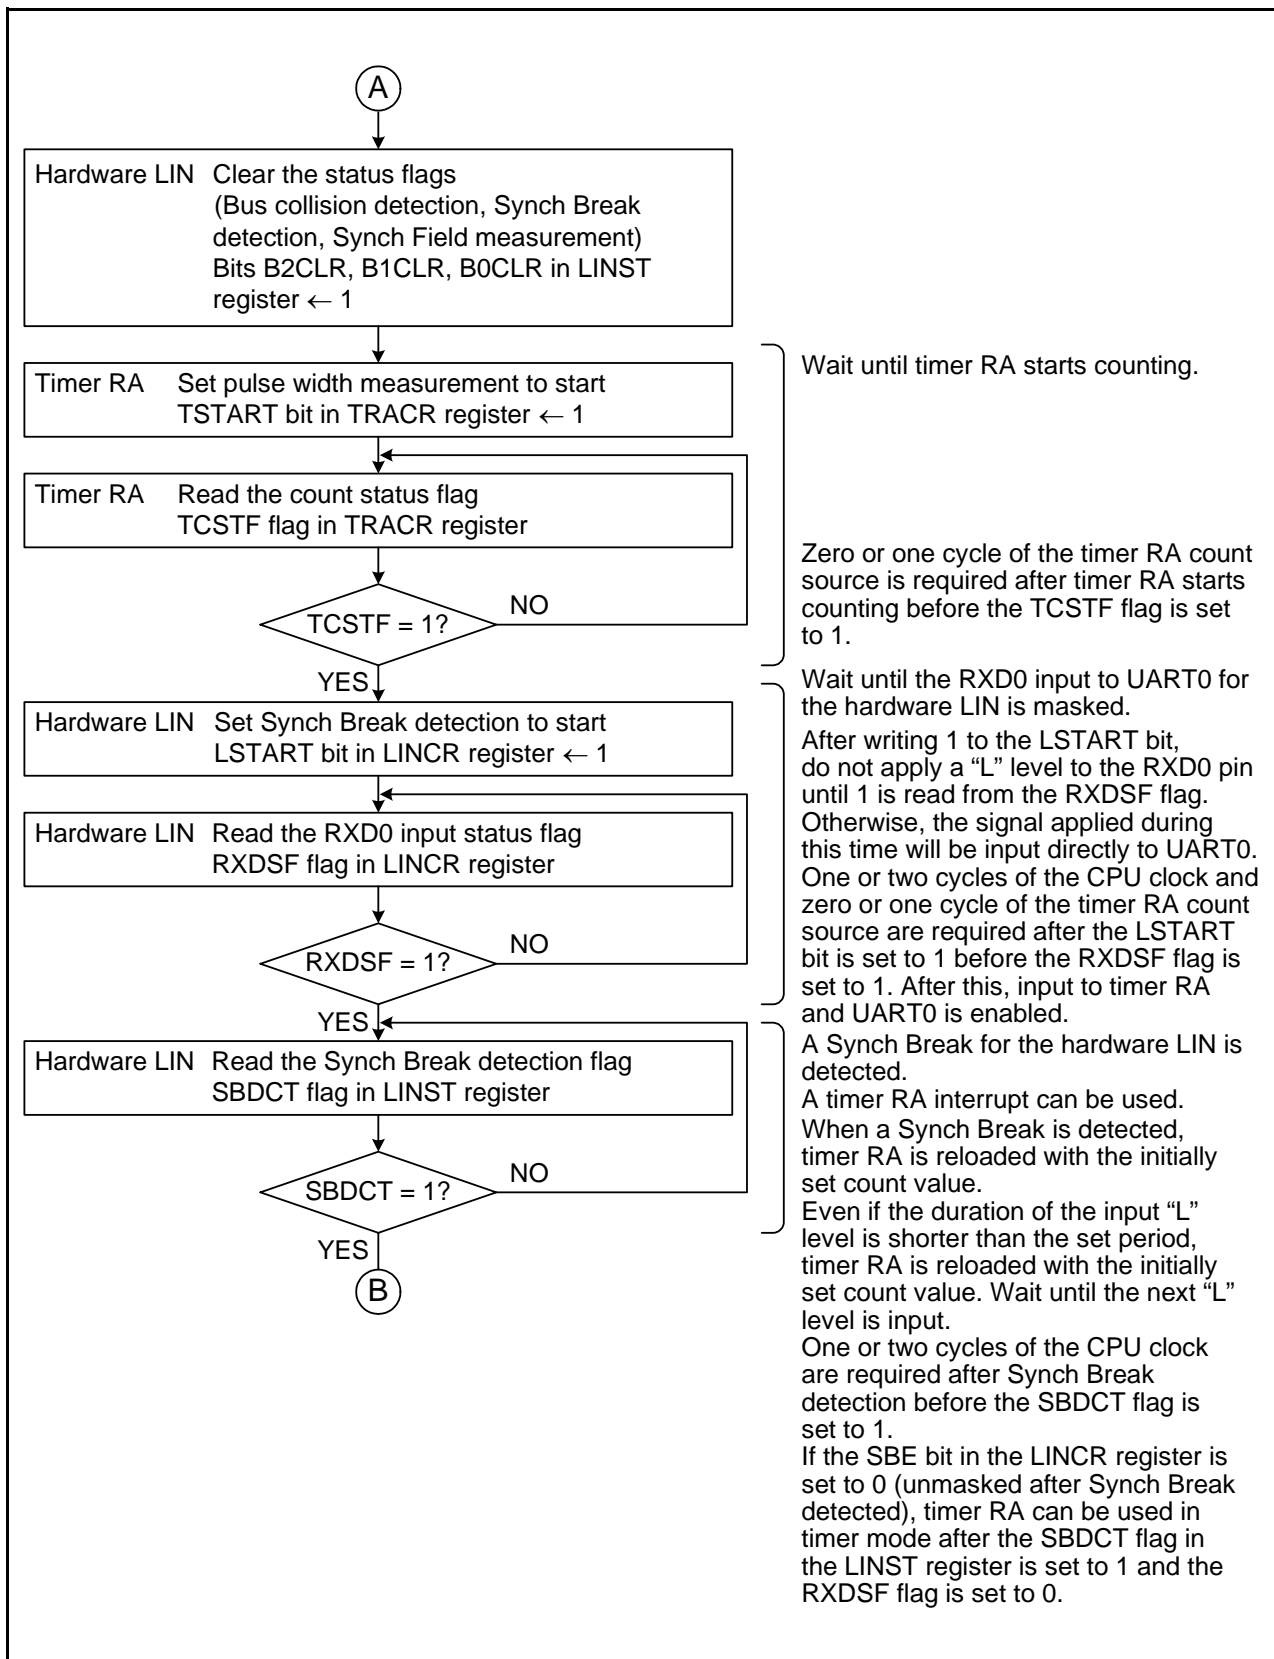 A
Hardware LIN Clear the status flags
(Bus collision detection, Synch Break
detection, Synch Field measurement)
Bits B2CLR, B1CLR, B0CLR in LINST
register ← 1
Timer RA Set pulse width measurement to start
TSTART bit in TRACR register ← 1
Wait until timer RA starts counting.
Timer RA Read the count status flag
TCSTF flag in TRACR register
TCSTF = 1?
NO
YES
Zero or one cycle of the timer RA count
source is required after timer RA starts
counting before the TCSTF flag is set
to 1.
Hardware LIN Set Synch Break detection to start
LSTART bit in LINCR register ← 1
Hardware LIN Read the RXD0 input status flag
RXDSF flag in LINCR register
RXDSF = 1?
NO
YES
Wait until the RXD0 input to UART0 for
the hardware LIN is masked.
After writing 1 to the LSTART bit,
do not apply a “L” level to the RXD0 pin
until 1 is read from the RXDSF flag.
Otherwise, the signal applied during
this time will be input directly to UART0.
One or two cycles of the CPU clock and
zero or one cycle of the timer RA count
source are required after the LSTART
bit is set to 1 before the RXDSF flag is
set to 1. After this, input to timer RA
and UART0 is enabled.
Hardware LIN Read the Synch Break detection flag
SBDCT flag in LINST register
SBDCT = 1?
NO
YES
B
A Synch Break for the hardware LIN is
detected.
A timer RA interrupt can be used.
When a Synch Break is detected,
timer RA is reloaded with the initially
set count value.
Even if the duration of the input “L”
level is shorter than the set period,
timer RA is reloaded with the initially
set count value. Wait until the next “L”
level is input.
One or two cycles of the CPU clock
are required after Synch Break
detection before the SBDCT flag is
set to 1.
If the SBE bit in the LINCR register is
set to 0 (unmasked after Synch Break
detected), timer RA can be used in
timer mode after the SBDCT flag in
the LINST register is set to 1 and the
RXDSF flag is set to 0.